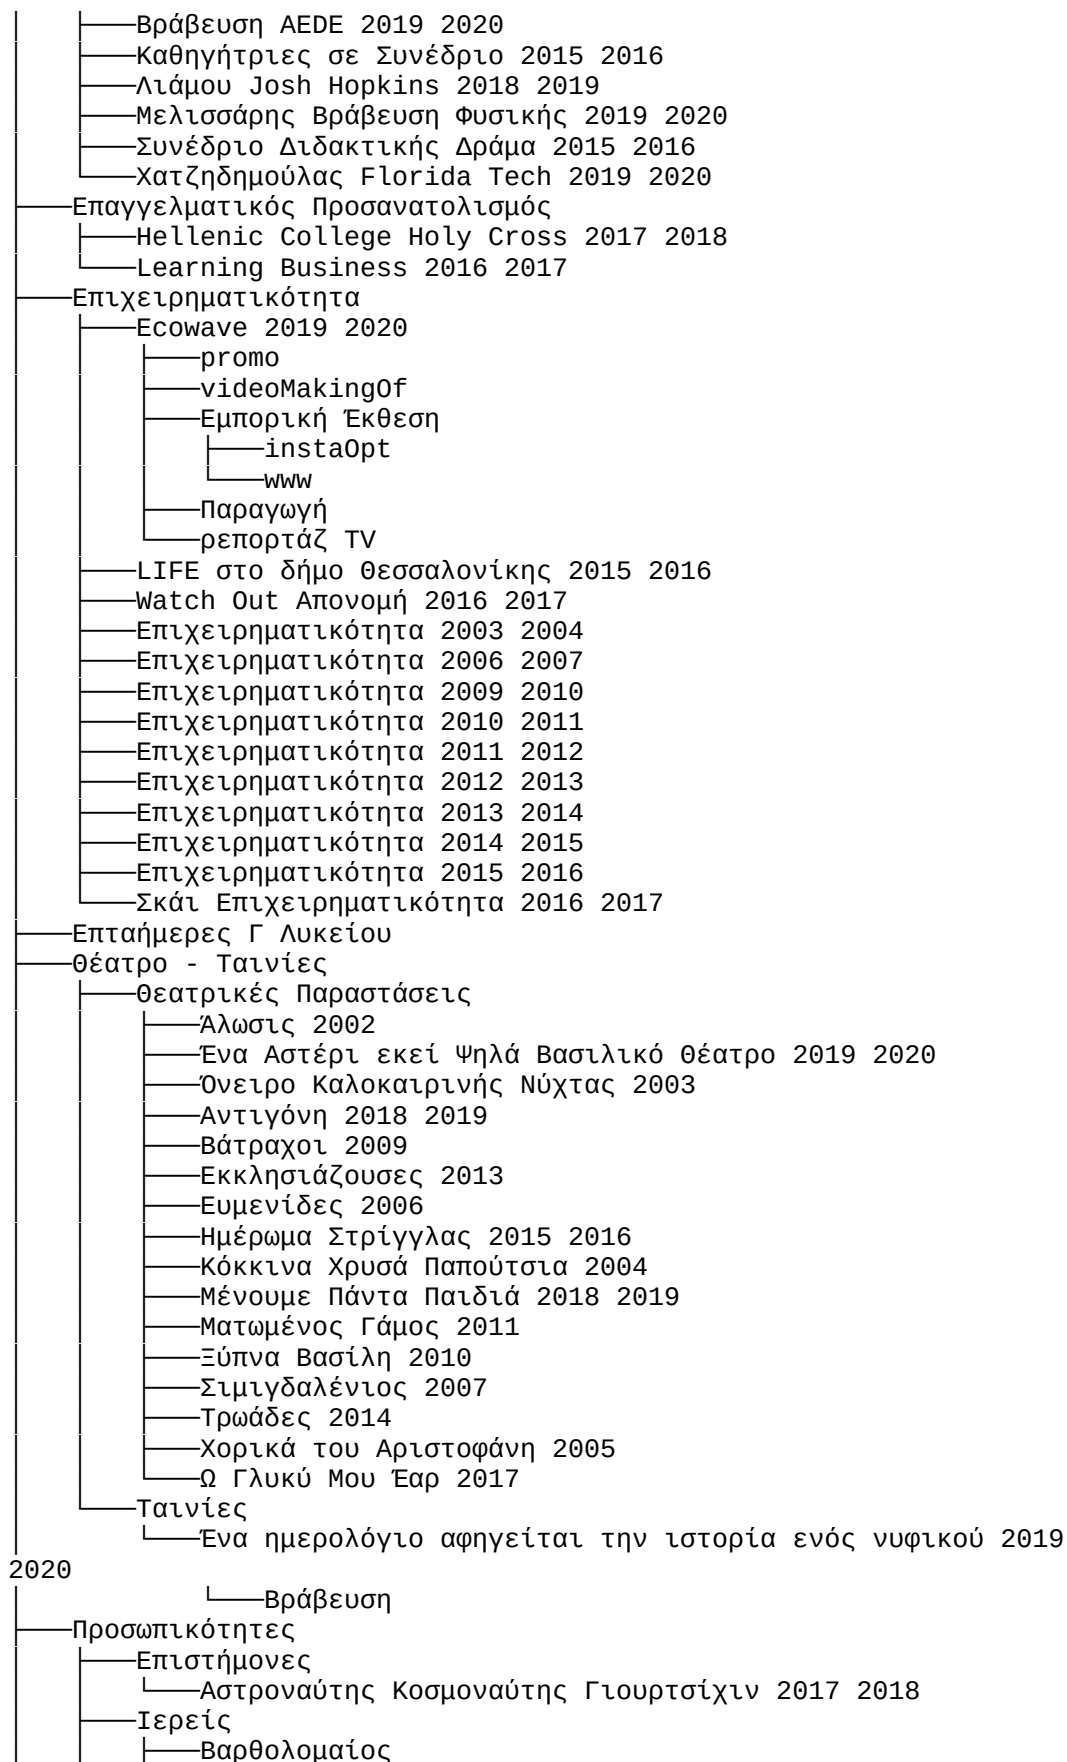 │   ├───Βράβευση AEDE 2019 2020
│   ├───Καθηγήτριες σε Συνέδριο 2015 2016
│   ├───Λιάμου Josh Hopkins 2018 2019
│   ├───Μελισσάρης Βράβευση Φυσικής 2019 2020
│   ├───Συνέδριο Διδακτικής Δράμα 2015 2016
│   └───Χατζηδημούλας Florida Tech 2019 2020
├───Επαγγελματικός Προσανατολισμός
│   ├───Hellenic College Holy Cross 2017 2018
│   └───Learning Business 2016 2017
├───Επιχειρηματικότητα
│   ├───Ecowave 2019 2020
│   │   ├───promo
│   │   ├───videoMakingOf
│   │   ├───Εμπορική Έκθεση
│   │   │   ├───instaOpt
│   │   │   └───www
│   │   ├───Παραγωγή
│   │   └───ρεπορτάζ TV
│   ├───LIFE στο δήμο Θεσσαλονίκης 2015 2016
│   ├───Watch Out Απονομή 2016 2017
│   ├───Επιχειρηματικότητα 2003 2004
│   ├───Επιχειρηματικότητα 2006 2007
│   ├───Επιχειρηματικότητα 2009 2010
│   ├───Επιχειρηματικότητα 2010 2011
│   ├───Επιχειρηματικότητα 2011 2012
│   ├───Επιχειρηματικότητα 2012 2013
│   ├───Επιχειρηματικότητα 2013 2014
│   ├───Επιχειρηματικότητα 2014 2015
│   ├───Επιχειρηματικότητα 2015 2016
│   └───Σκάι Επιχειρηματικότητα 2016 2017
├───Επταήμερες Γ Λυκείου
├───Θέατρο - Ταινίες
│   ├───Θεατρικές Παραστάσεις
│   │   ├───Άλωσις 2002
│   │   ├───Ένα Αστέρι εκεί Ψηλά Βασιλικό Θέατρο 2019 2020
│   │   ├───Όνειρο Καλοκαιρινής Νύχτας 2003
│   │   ├───Αντιγόνη 2018 2019
│   │   ├───Βάτραχοι 2009
│   │   ├───Εκκλησιάζουσες 2013
│   │   ├───Ευμενίδες 2006
│   │   ├───Ημέρωμα Στρίγγλας 2015 2016
│   │   ├───Κόκκινα Χρυσά Παπούτσια 2004
│   │   ├───Μένουμε Πάντα Παιδιά 2018 2019
│   │   ├───Ματωμένος Γάμος 2011
│   │   ├───Ξύπνα Βασίλη 2010
│   │   ├───Σιμιγδαλένιος 2007
│   │   ├───Τρωάδες 2014
│   │   ├───Χορικά του Αριστοφάνη 2005
│   │   └───Ω Γλυκύ Μου Έαρ 2017
│   └───Ταινίες
│       └───Ένα ημερολόγιο αφηγείται την ιστορία ενός νυφικού 2019
2020
│           └───Βράβευση
├───Προσωπικότητες
│   ├───Επιστήμονες
│   │   └───Αστροναύτης Κοσμοναύτης Γιουρτσίχιν 2017 2018
│   ├───Ιερείς
│   │   ├───Βαρθολομαίος